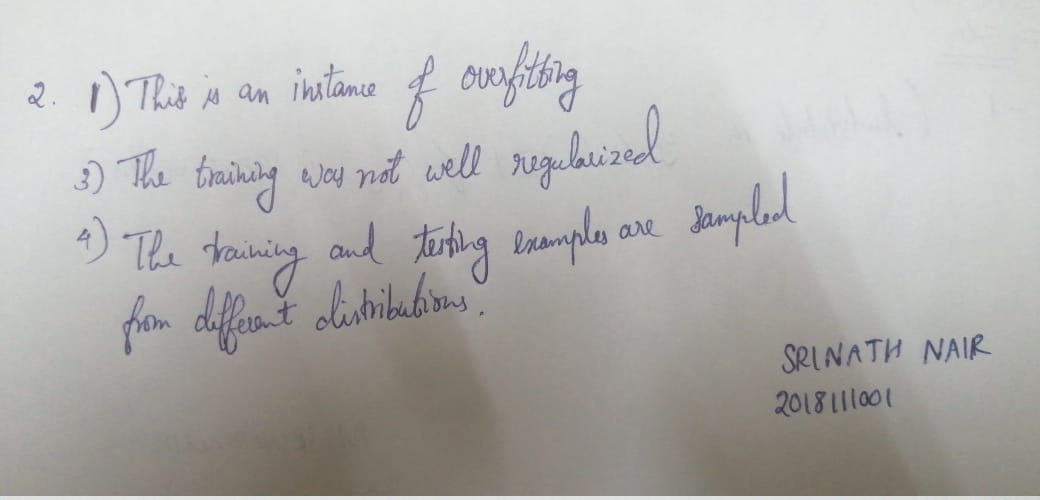 2. 1) This is an instance of overfitting
3) The training was not well regularized
4) The training and testing examples are sampled
from different distributions.
SRINATH NAIR
2018111001